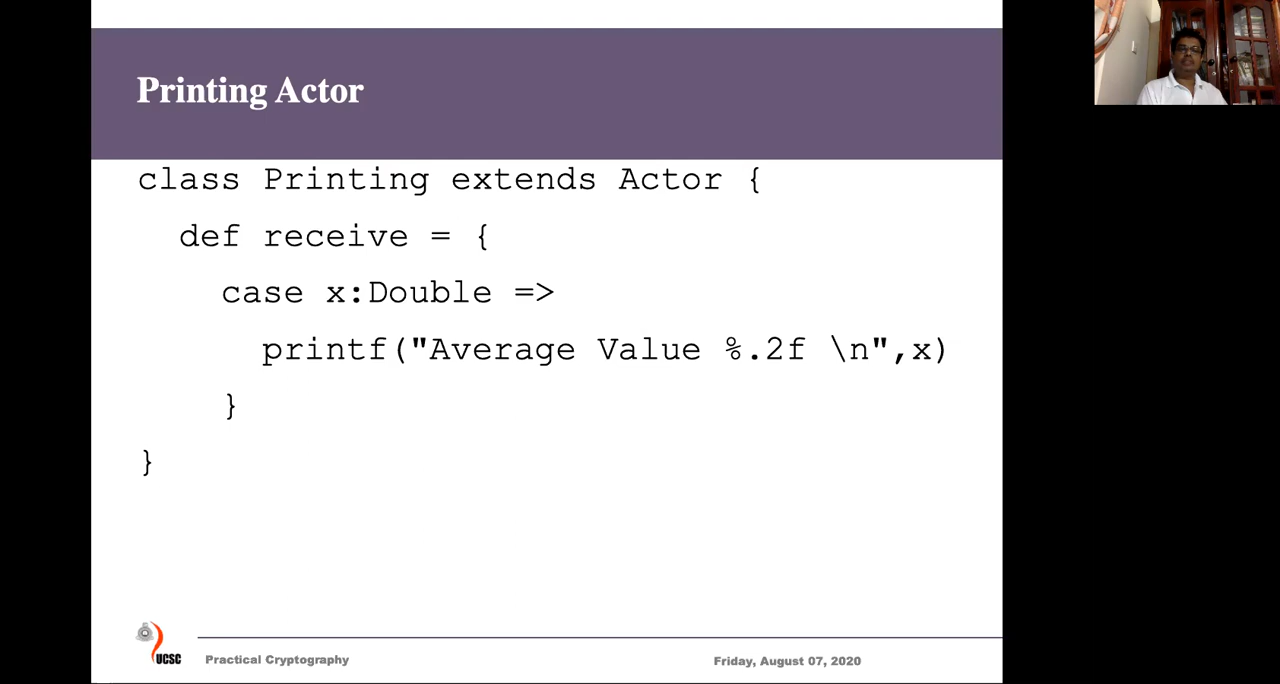 Printing Actor
class Printing extends Actor {
def receive = {
case x:Double =>
printf("Average Value %.2f \n",x)
}
}
UCSC
Practical Cryptography
Friday, August 07, 2020